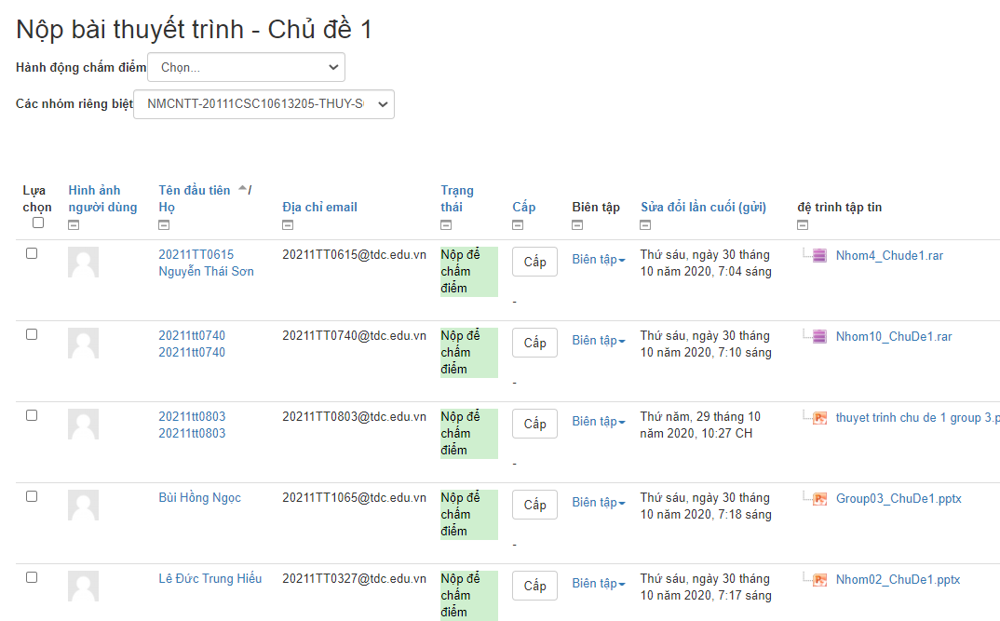 Nộp bài thuyết trình - Chủ đề 1
Hành động chấm điểm Chọn...
Các nhóm riêng biệt NMCNTT-20111CSC10613205-THUY-S
Lựa chọn
Hình ảnh người dùng
Tên đầu tiên / Họ
Địa chỉ email
Trạng thái
Cấp
Biên tập
Sửa đổi lần cuối (gửi)
đệ trình tập tin
20211TT0615 Nguyễn Thái Sơn
20211TT0615@tdc.edu.vn
Nộp để chấm điểm
Cấp
-
Biên tập
Thứ sáu, ngày 30 tháng 10 năm 2020, 7:04 sáng
Nhom4_Chude1.rar
20211tt0740 20211tt0740
20211TT0740@tdc.edu.vn
Nộp để chấm điểm
Cấp
-
Biên tập
Thứ sáu, ngày 30 tháng 10 năm 2020, 7:10 sáng
Nhom10_ChuDe1.rar
20211tt0803 20211tt0803
20211TT0803@tdc.edu.vn
Nộp để chấm điểm
Cấp
-
Biên tập
Thứ năm, 29 tháng 10 năm 2020, 10:27 CH
thuyet trinh chu de 1 group 3.p
Bùi Hồng Ngọc
20211TT1065@tdc.edu.vn
Nộp để chấm điểm
Cấp
-
Biên tập
Thứ sáu, ngày 30 tháng 10 năm 2020, 7:18 sáng
Group03_ChuDe1.pptx
Lê Đức Trung Hiếu
20211TT0327@tdc.edu.vn
Nộp để chấm điểm
Cấp
Biên tập
Thứ sáu, ngày 30 tháng 10 năm 2020, 7:17 sáng
Nhom02_ChuDe1.pptx